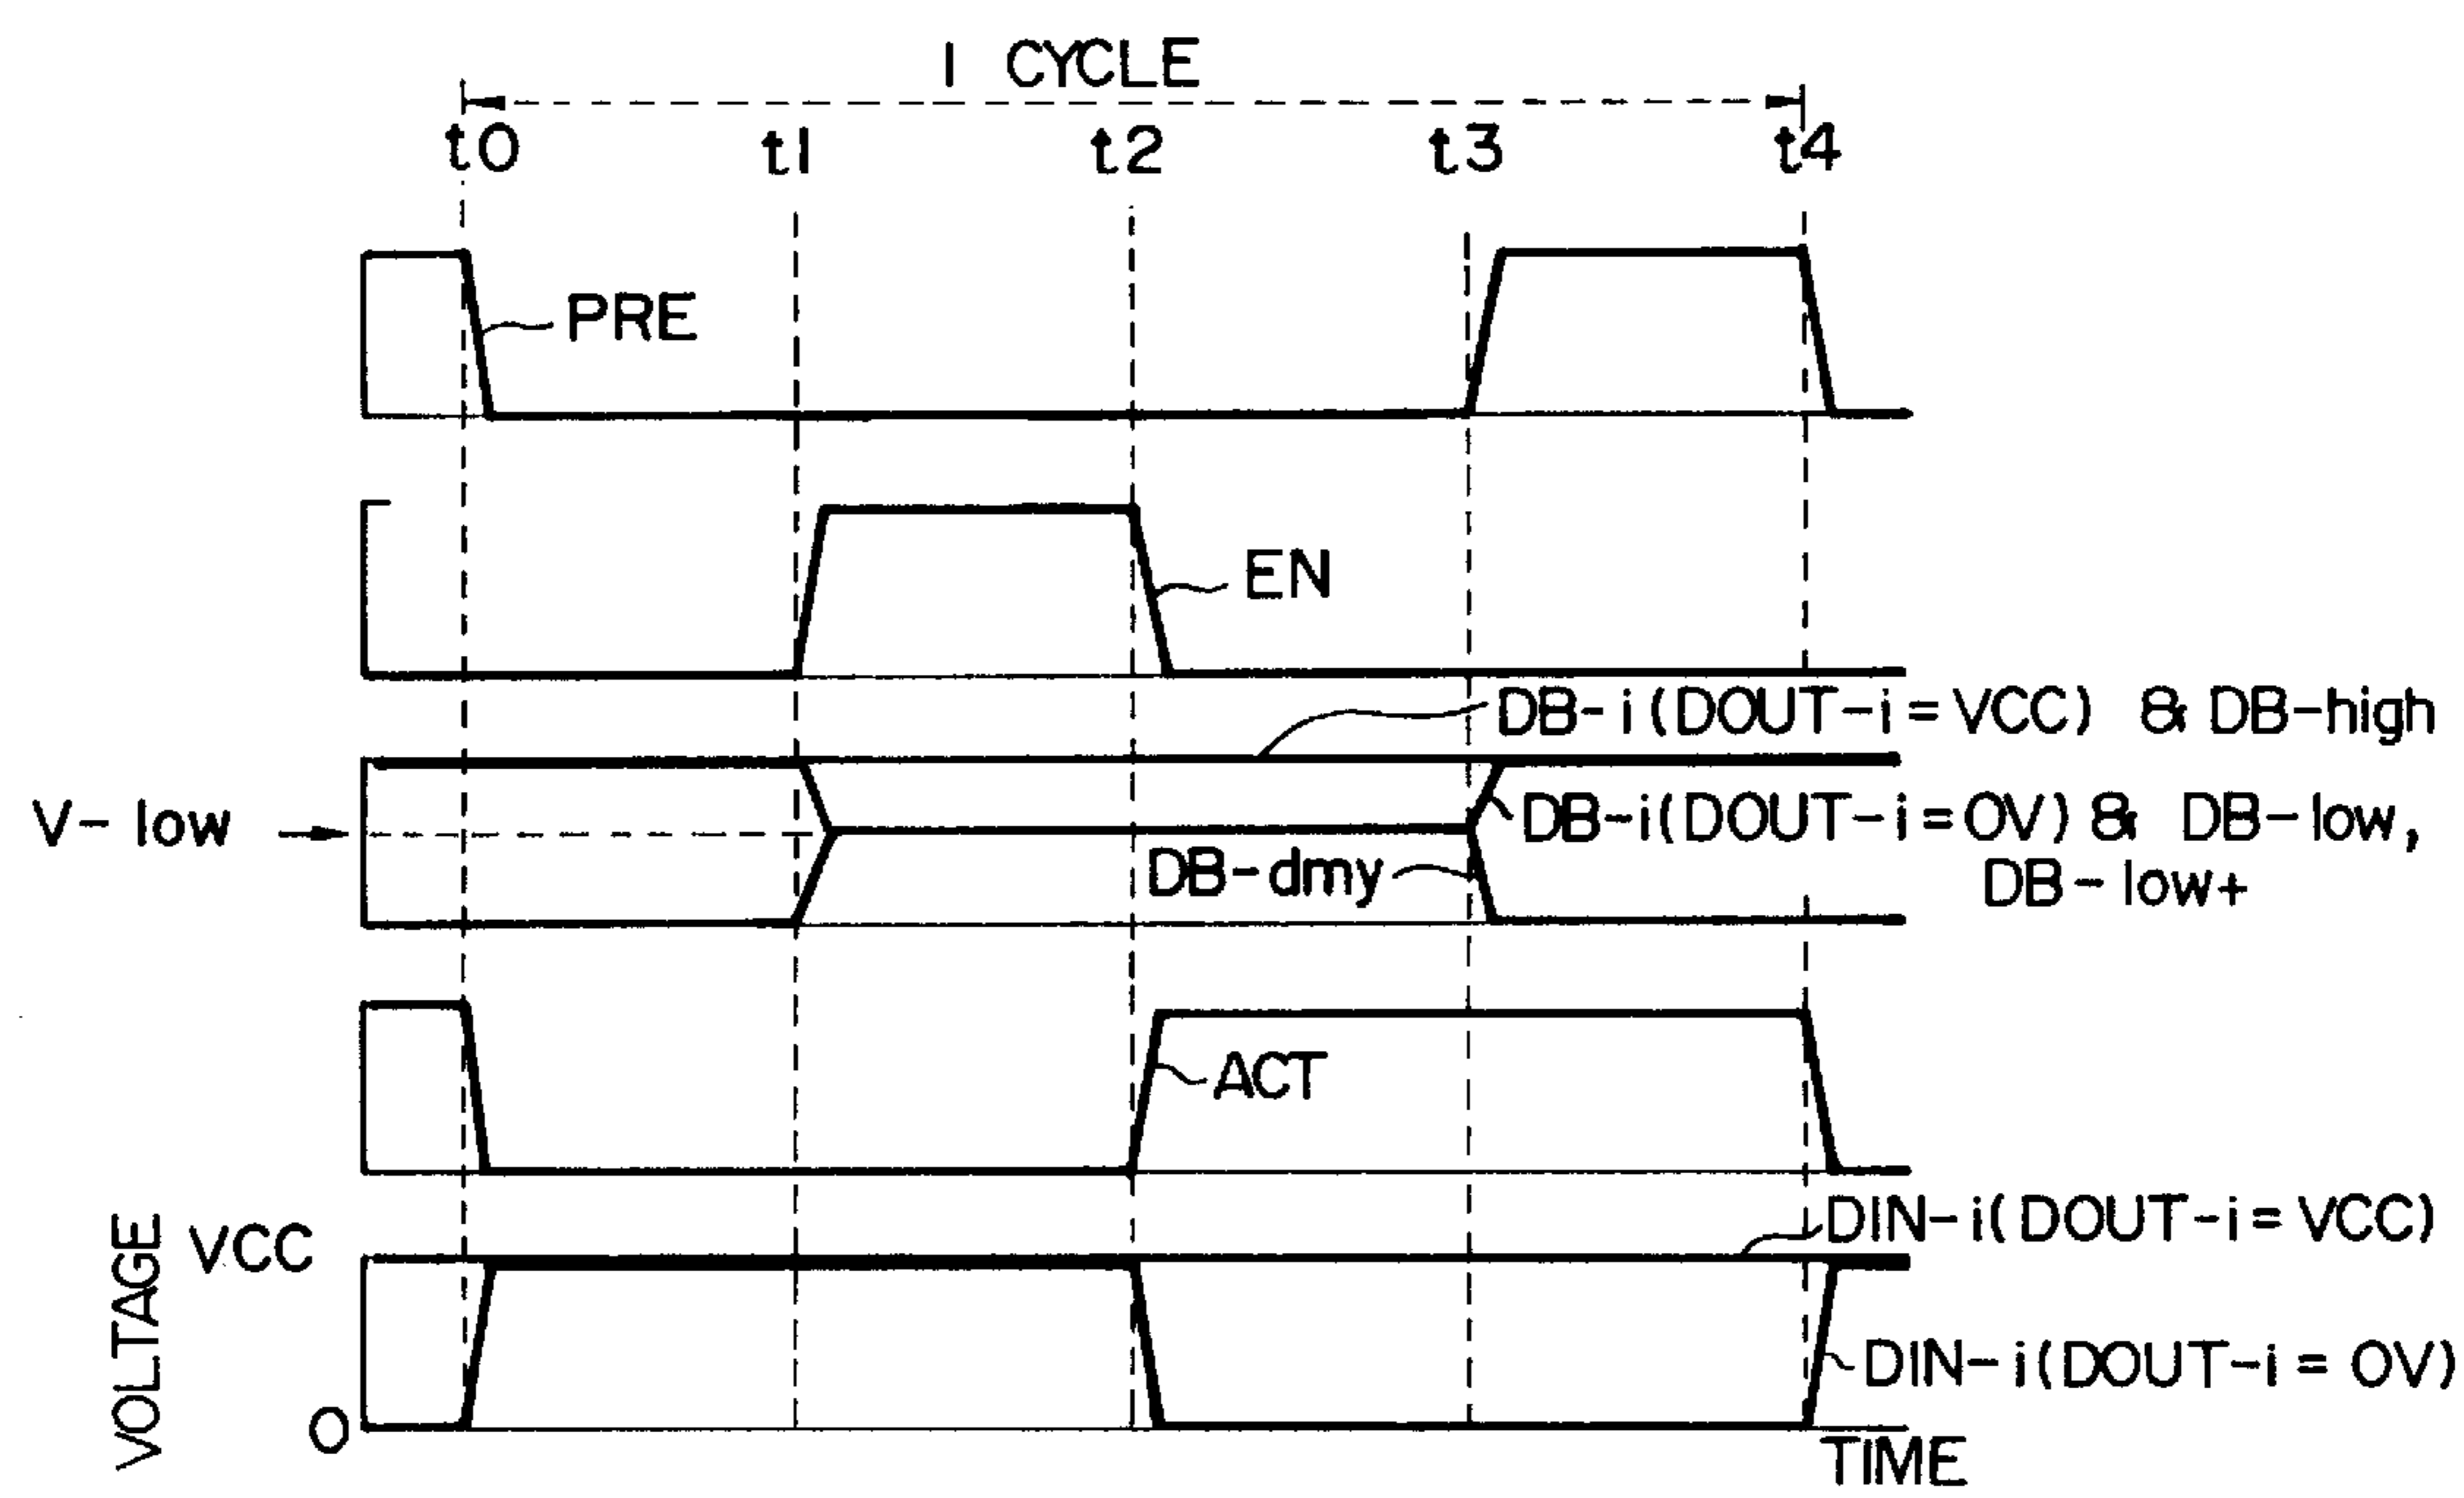 1 CYCLE
t0 t1 t2 t3 t4
PRE
EN
DB-i(DOUT-i=VCC) & DB-high
V-low
DB-i(DOUT-i=0V) & DB-low,
DB-dmy
DB-low+
ACT
DIN-i(DOUT-i=VCC)
VCC
VOLTAGE
DIN-i(DOUT-i=0V)
0
TIME